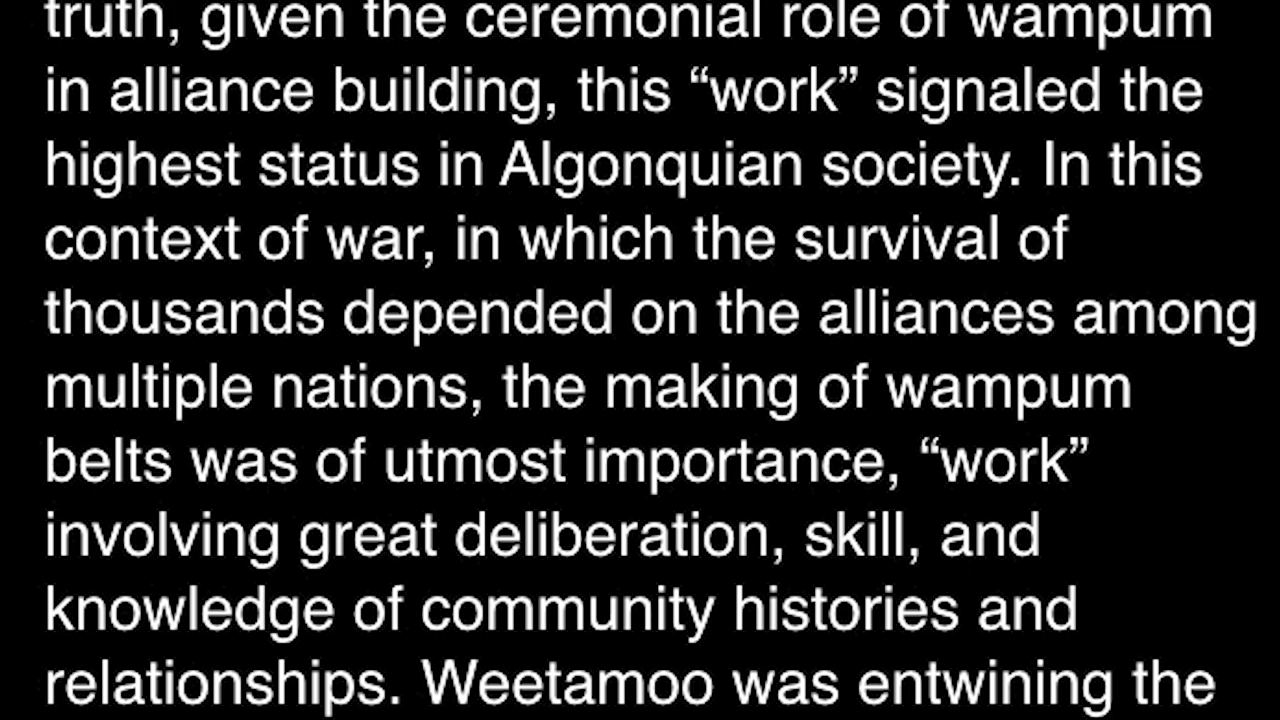 truth, given the ceremonial role of wampum
in alliance building, this “work” signaled the
highest status in Algonquian society. In this
context of war, in which the survival of
thousands depended on the alliances among
multiple nations, the making of wampum
belts was of utmost importance, “work”
involving great deliberation, skill, and
knowledge of community histories and
relationships. Weetamoo was entwining the